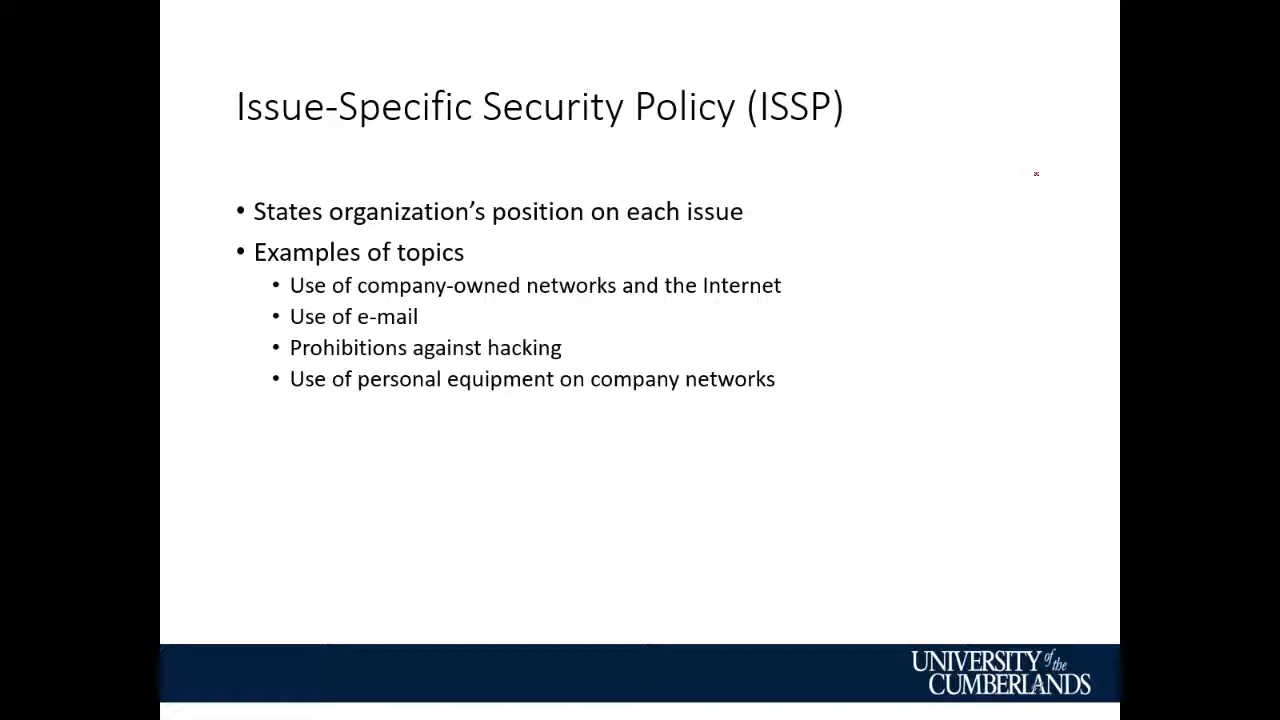 Issue-Specific Security Policy (ISSP)
• States organization’s position on each issue
• Examples of topics
• Use of company-owned networks and the Internet
• Use of e-mail
• Prohibitions against hacking
• Use of personal equipment on company networks
UNIVERSITY of the
CUMBERLANDS